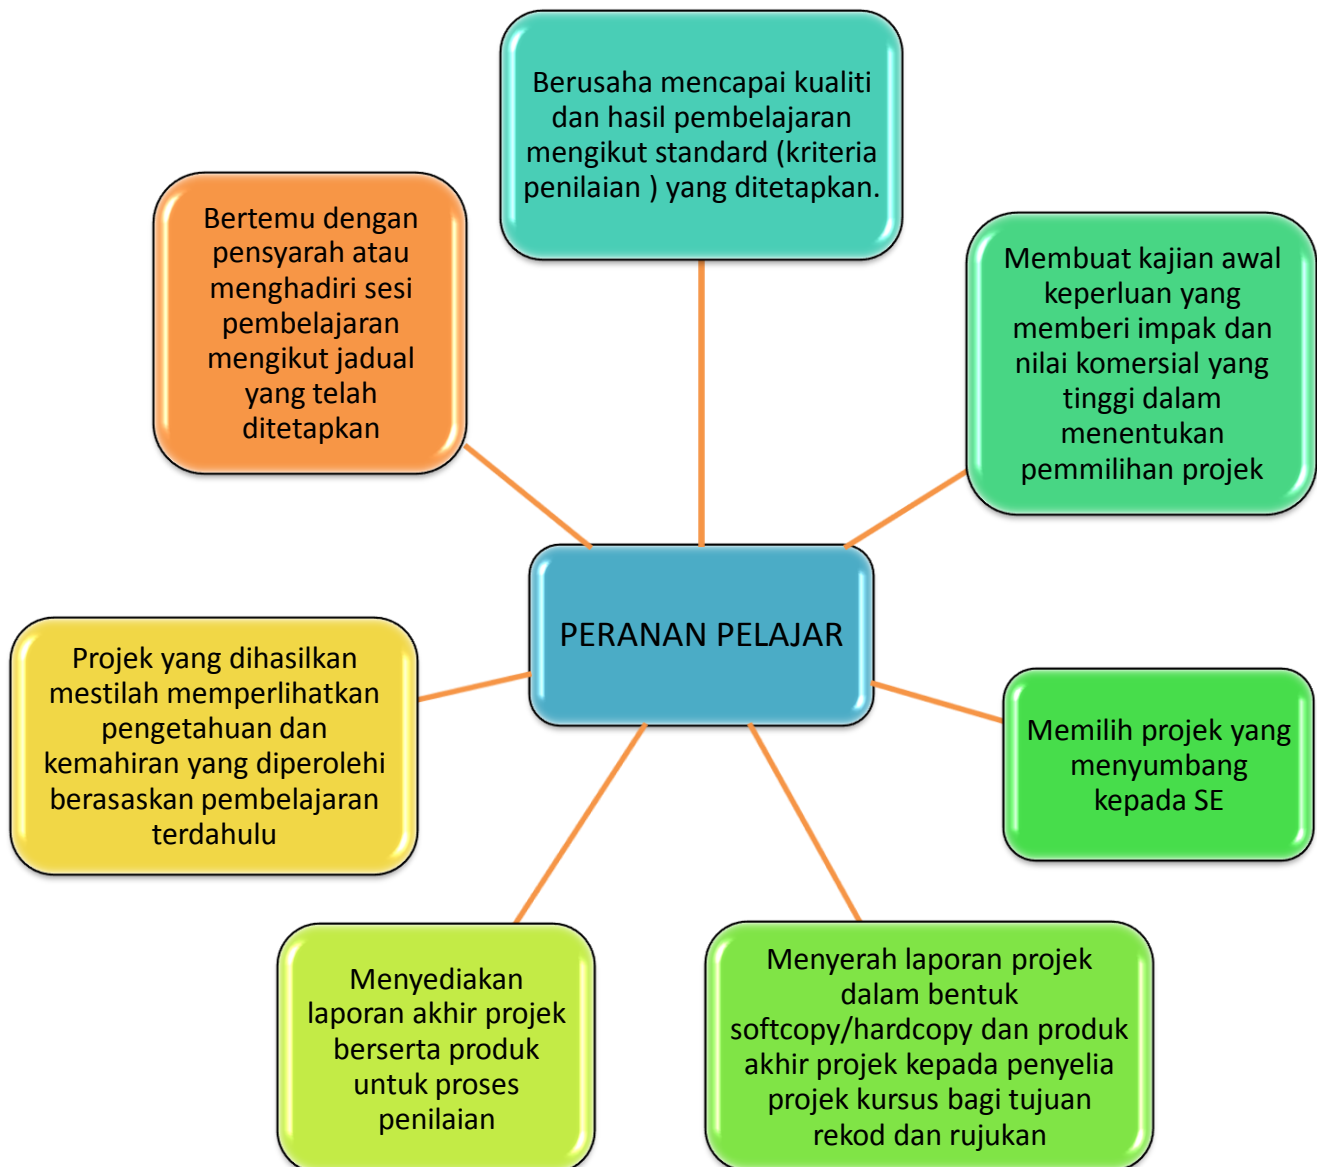 Berusaha mencapai kualiti
dan hasil pembelajaran
mengikut standard (kriteria
penilaian ) yang ditetapkan.
Bertemu dengan
pensyarah atau
menghadiri sesi
pembelajaran
mengikut jadual
yang telah
ditetapkan
Membuat kajian awal
keperluan yang
memberi impak dan
nilai komersial yang
tinggi dalam
menentukan
pemmilihan projek
PERANAN PELAJAR
Projek yang dihasilkan
mestilah memperlihatkan
pengetahuan dan
kemahiran yang diperolehi
berasaskan pembelajaran
terdahulu
Memilih projek yang
menyumbang
kepada SE
Menyediakan
laporan akhir projek
berserta produk
untuk proses
penilaian
Menyerah laporan projek
dalam bentuk
softcopy/hardcopy dan produk
akhir projek kepada penyelia
projek kursus bagi tujuan
rekod dan rujukan